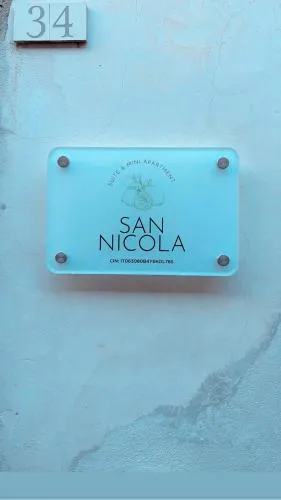 34
SUITE & MINI APARTMENT
SAN
NICOLA